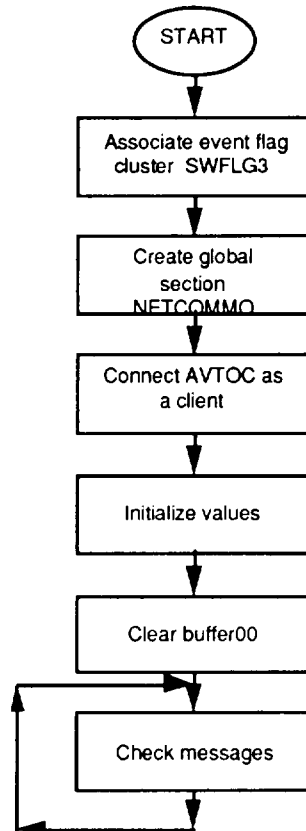 START
Associate event flag
cluster SWFLG3
Create global
section
NETCOMMO
Connect AVTOC as
a client
Initialize values
Clear buffer00
Check messages